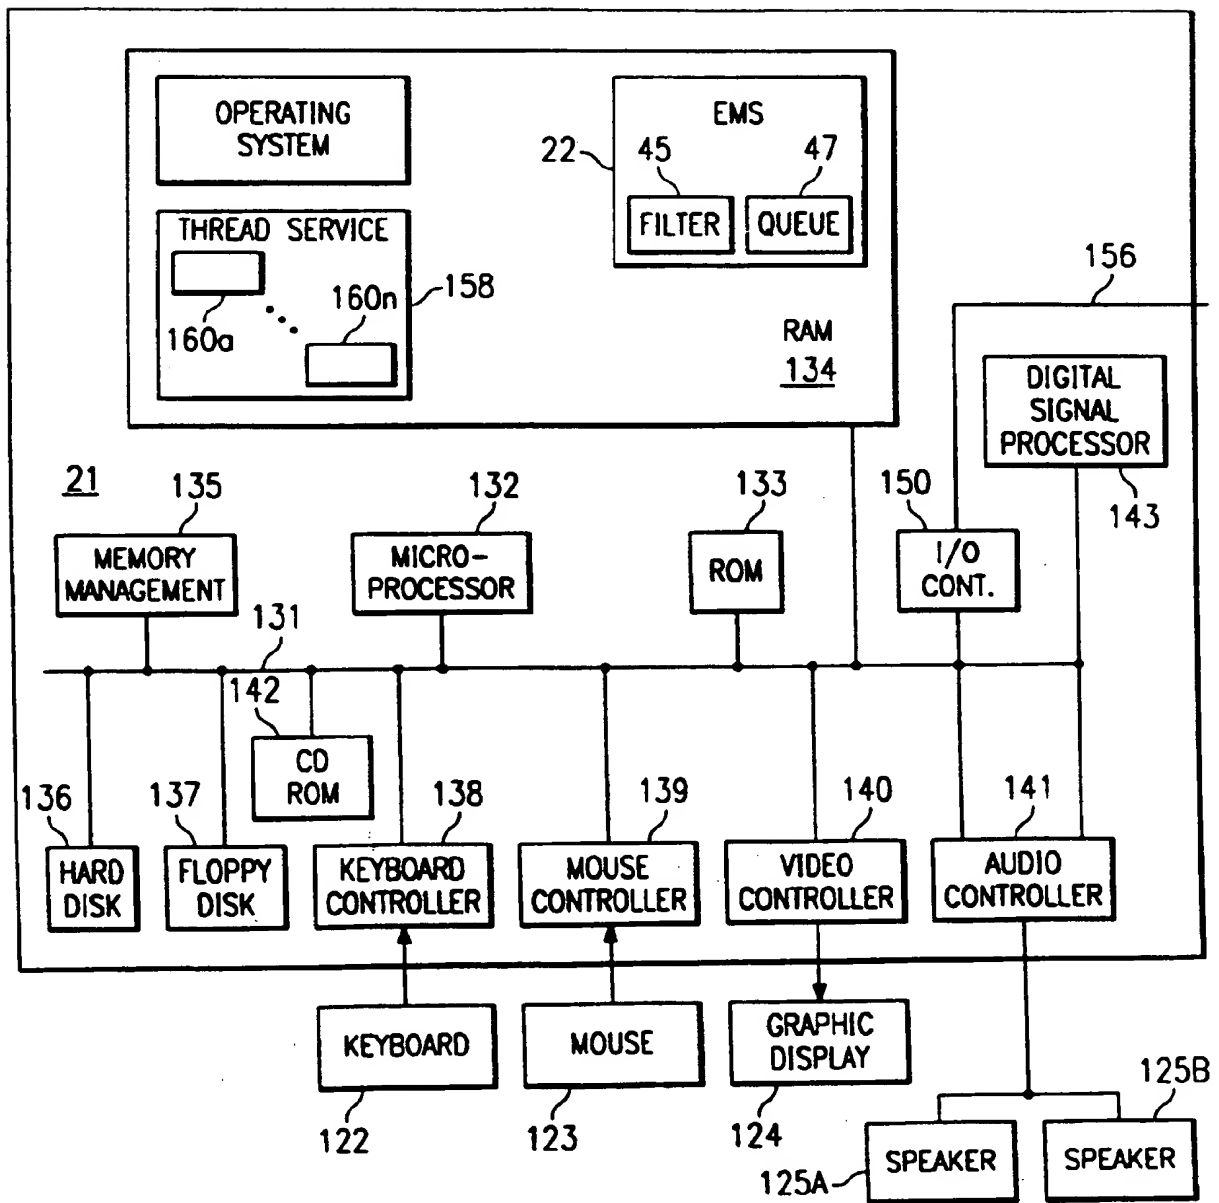 OPERATING
SYSTEM
EMS
22
45
47
FILTER
QUEUE
THREAD SERVICE
160a
160n
158
RAM
134
156
DIGITAL
SIGNAL
PROCESSOR
143
21
135
132
133
150
MEMORY
MANAGEMENT
MICRO-
PROCESSOR
ROM
I/O
CONT.
131
142
CD
ROM
136
137
138
139
140
141
HARD
DISK
FLOPPY
DISK
KEYBOARD
CONTROLLER
MOUSE
CONTROLLER
VIDEO
CONTROLLER
AUDIO
CONTROLLER
KEYBOARD
MOUSE
GRAPHIC
DISPLAY
122
123
124
125B
125A
SPEAKER
SPEAKER